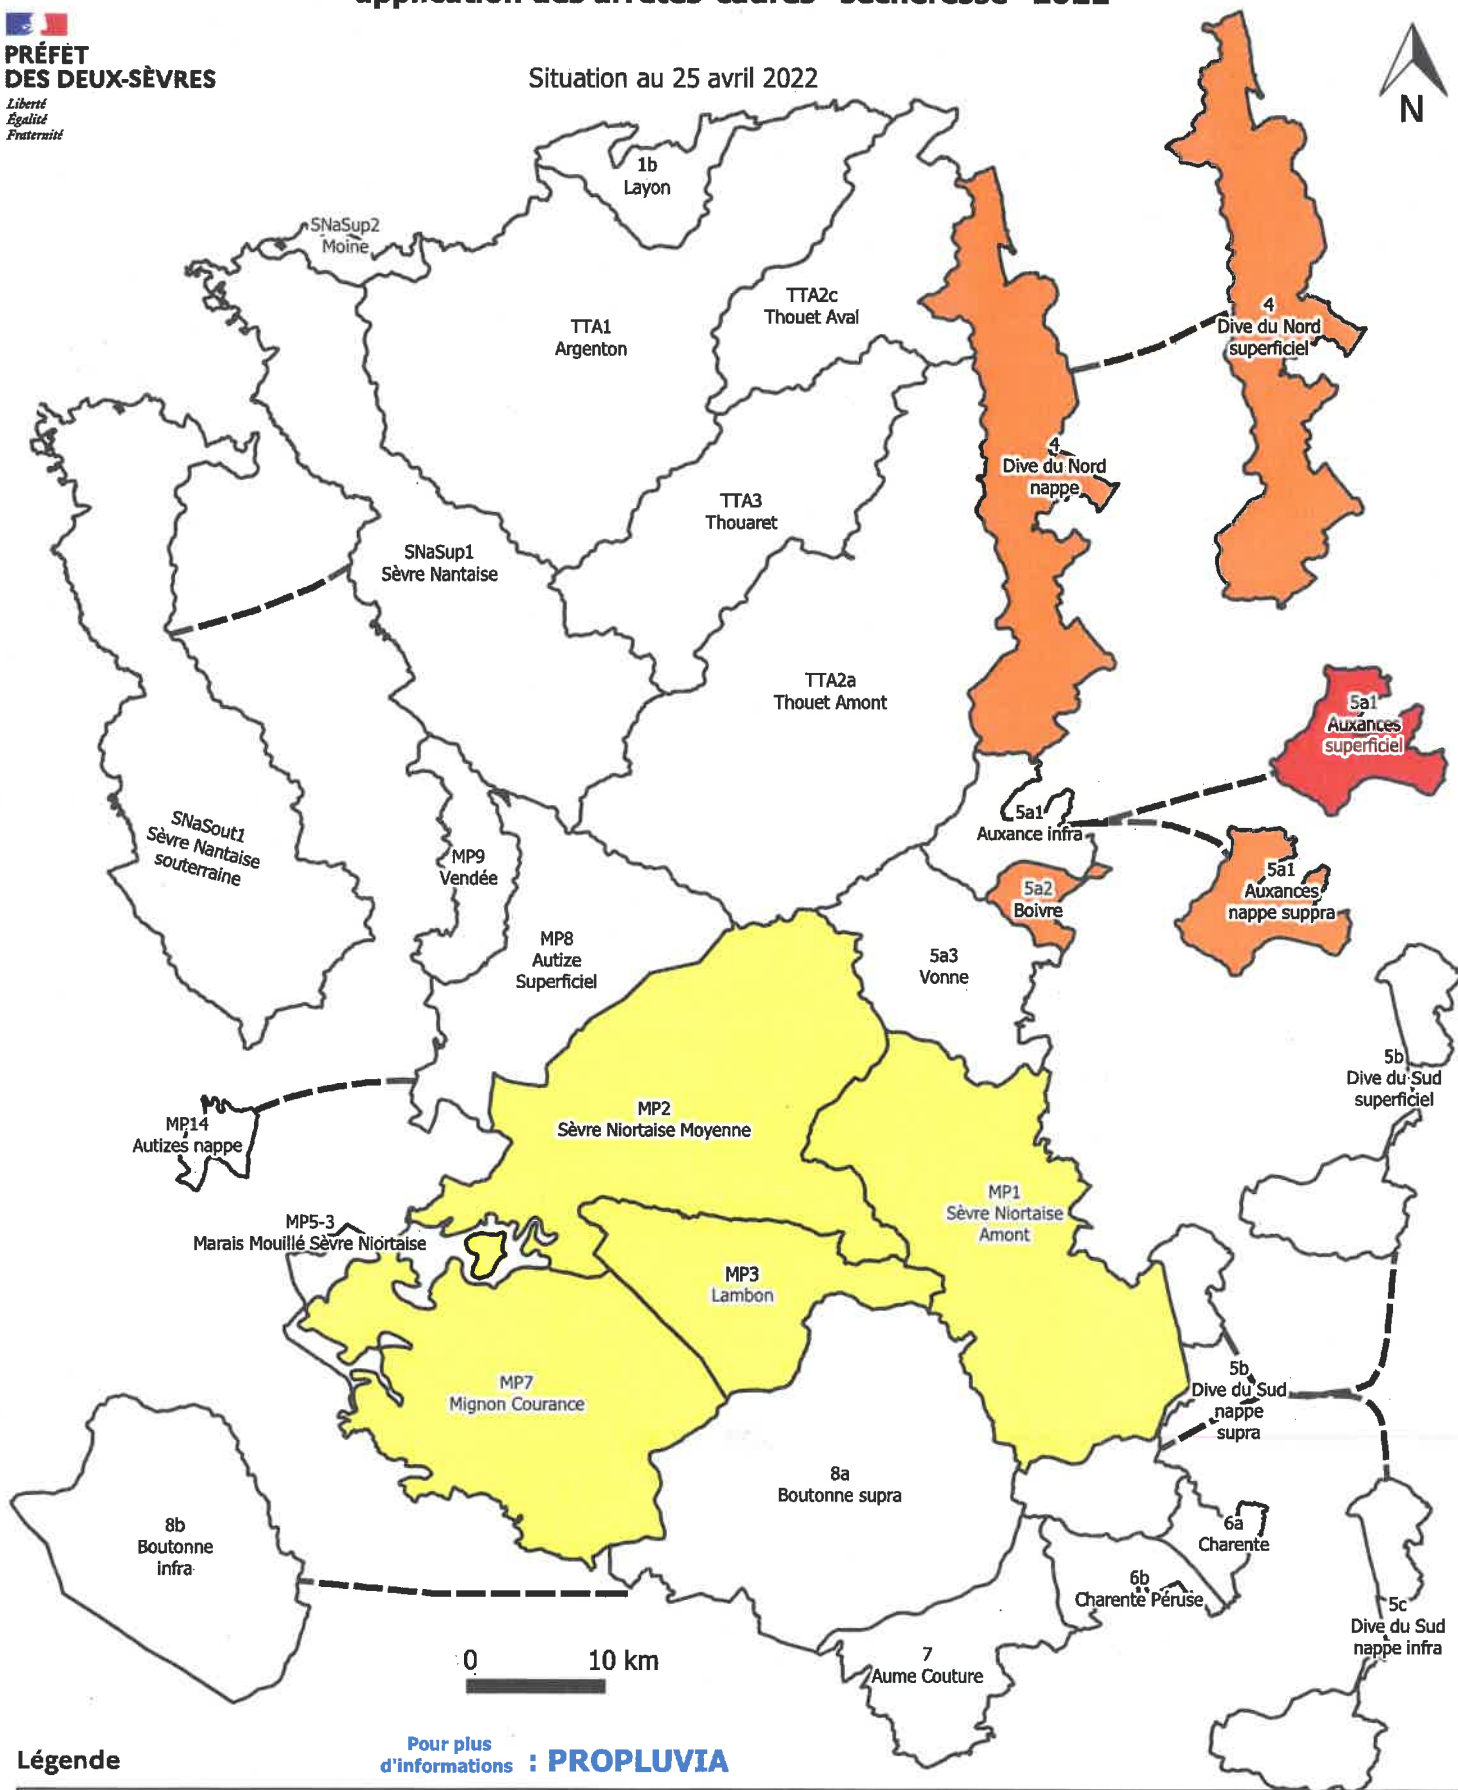 application des arrêtés-cadres "sécheresse" 2022
PRÉFET
DES DEUX-SÈVRES
Liberté
Égalité
Fraternité
Situation au 25 avril 2022
N
1b
Layon
SNaSup2
Moine
TTA2c
Thouet Aval
TTA1
Argenton
4
Dive du Nord
superficiel
4
Dive du Nord
nappe
TTA3
Thouaret
SNaSup1
Sèvre Nantaise
TTA2a
Thouet Amont
5a1
Auxances
superficiel
5a1
Auxance infra
SNaSout1
Sèvre Nantaise
souterraine
MP9
Vendée
5a2
Boivre
5a1
Auxances
nappe suppra
MP8
Autize
Superficiel
5a3
Vonne
5b
Dive du Sud
superficiel
MP2
Sèvre Niortaise Moyenne
MP14
Autizes nappe
MP1
Sèvre Niortaise
Amont
MP5-3
Marais Mouillé Sèvre Niortaise
MP3
Lambon
MP7
Mignon Courance
5b
Dive du Sud
nappe
supra
8a
Boutonne supra
8b
Boutonne
infra
6a
Charente
6b
Charente Péruse
5c
Dive du Sud
nappe infra
7
Aume Couture
0 10 km
Légende
Pour plus
d'informations : PROPLUVIA